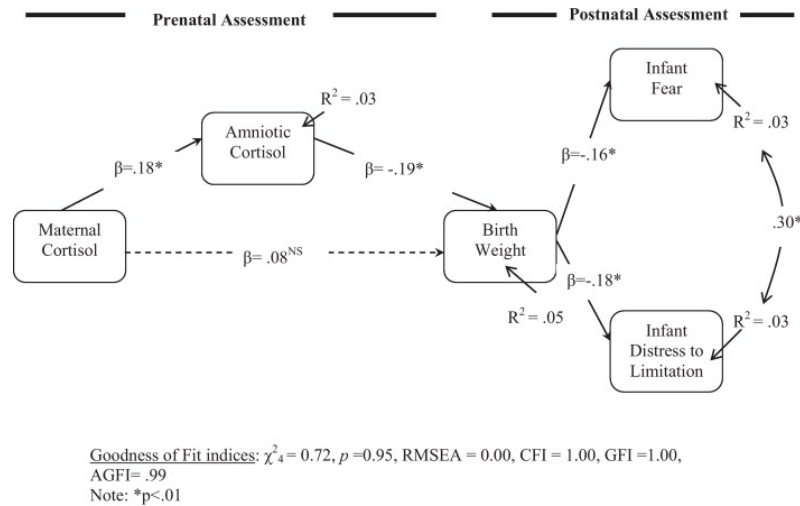 Prenatal Assessment
Postnatal Assessment
Infant
Fear
R² = .03
Amniotic
Cortisol
R² = .03
β=.18*
β= -.19*
β=-.16*
Maternal
Cortisol
β= .08ᴺˢ
Birth
Weight
.30*
β=-.18*
R² = .05
R² = .03
Infant
Distress to
Limitation
Goodness of Fit indices: χ²₄ = 0.72, p =0.95, RMSEA = 0.00, CFI = 1.00, GFI =1.00,
AGFI= .99
Note: *p<.01